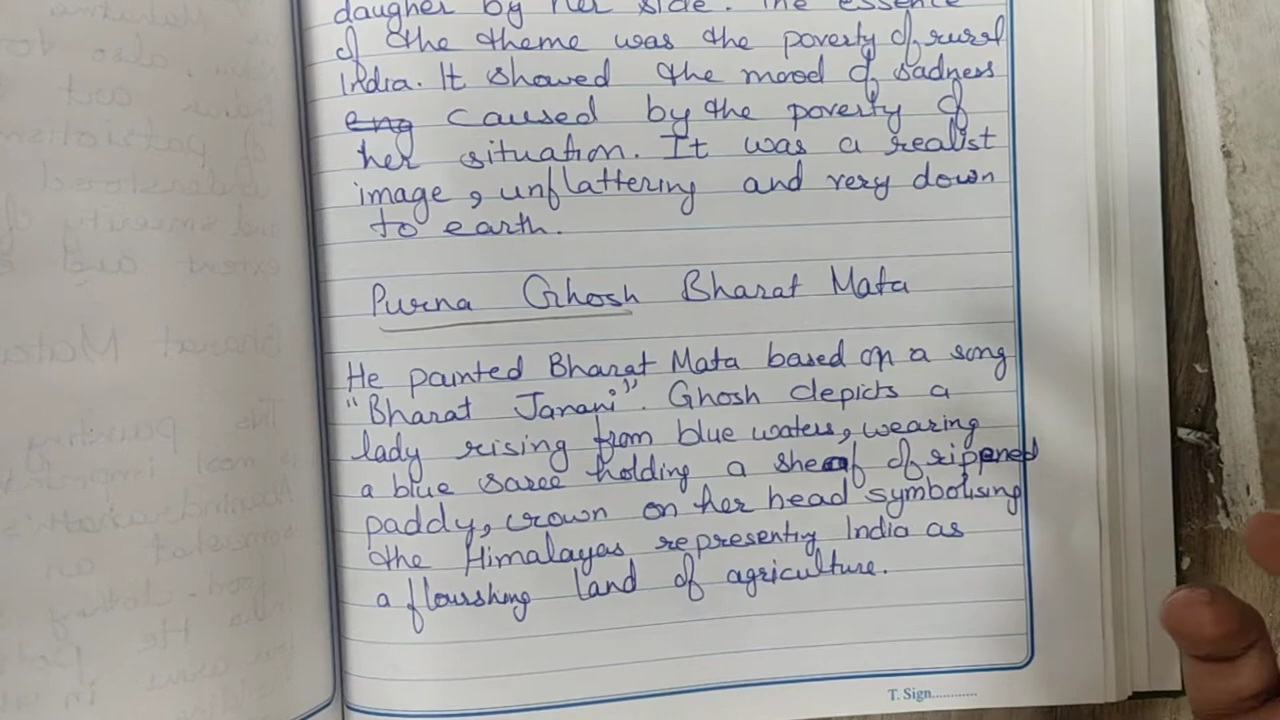 daugher by her side. The essence
of the theme was the poverty of rural
India. It showed the mood of sadness
eng caused by the poverty of
her situation. It was a realist
image, unflattering and very down
to earth.
Purna Ghosh Bharat Mata
He painted Bharat Mata based on a song
"Bharat Janani". Ghosh depicts a
lady rising from blue waters, wearing
a blue saree holding a sheaf of rippened
paddy, crown on her head symbolising
the Himalayas representing India as
a flourshing land of agriculture.
T. Sign............